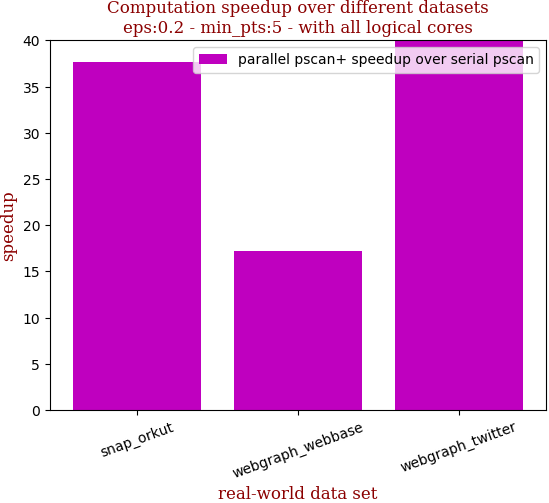 Computation speedup over different datasets
eps:0.2 - min_pts:5 - with all logical cores
parallel pscan+ speedup over serial pscan
speedup
40
35
30
25
20
15
10
5
0
snap_orkut
webgraph_webbase
webgraph_twitter
real-world data set